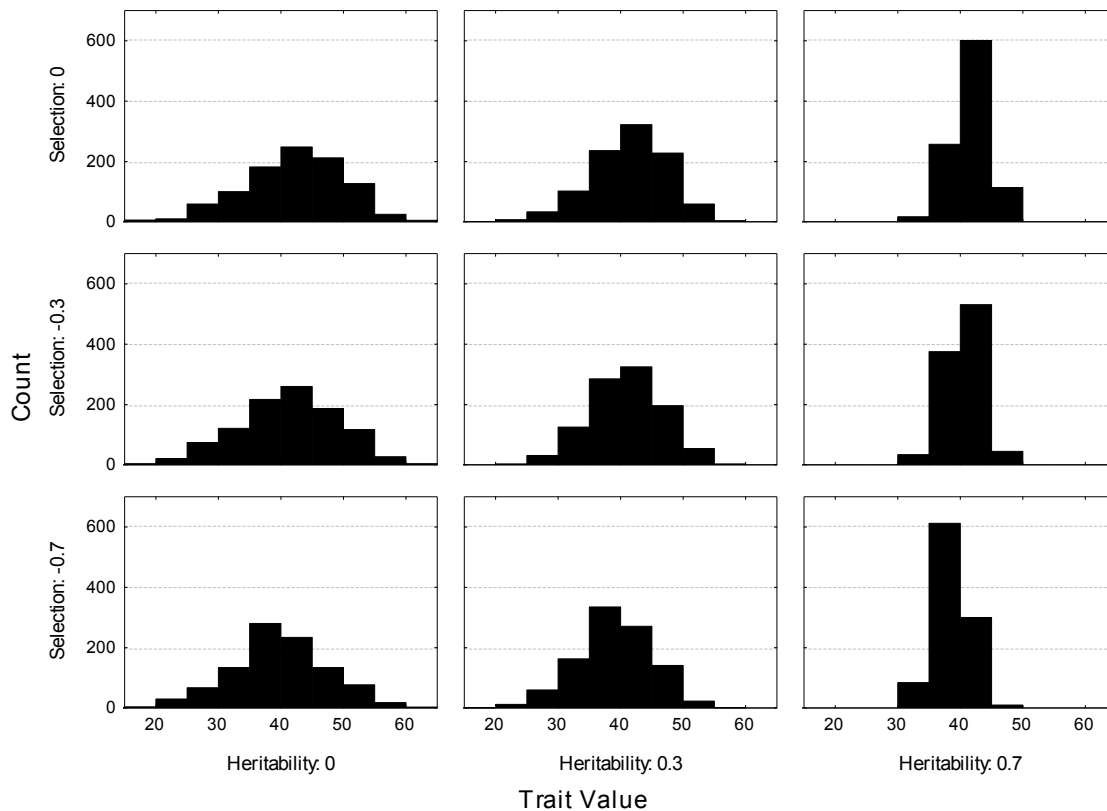 600
400
200
0
Selection: 0
600
400
200
0
Selection: -0.3
Count
600
400
200
0
Selection: -0.7
20 30 40 50 60
20 30 40 50 60
20 30 40 50 60
Heritability: 0
Heritability: 0.3
Heritability: 0.7
Trait Value